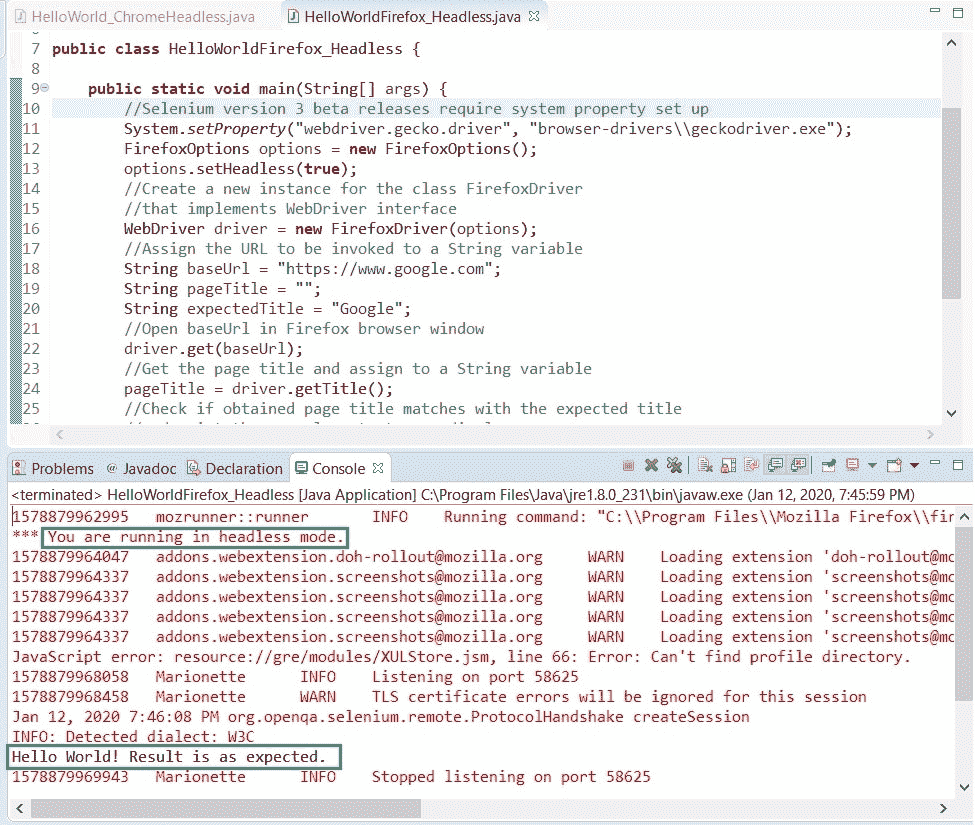 HelloWorld_ChromeHeadless.java HelloWorldFirefox_Headless.java
7 public class HelloWorldFirefox_Headless {
8
9 public static void main(String[] args) {
10 //Selenium version 3 beta releases require system property set up
11 System.setProperty("webdriver.gecko.driver", "browser-drivers\\geckodriver.exe");
12 FirefoxOptions options = new FirefoxOptions();
13 options.setHeadless(true);
14 //Create a new instance for the class FirefoxDriver
15 //that implements WebDriver interface
16 WebDriver driver = new FirefoxDriver(options);
17 //Assign the URL to be invoked to a String variable
18 String baseUrl = "https://www.google.com";
19 String pageTitle = "";
20 String expectedTitle = "Google";
21 //Open baseUrl in Firefox browser window
22 driver.get(baseUrl);
23 //Get the page title and assign to a String variable
24 pageTitle = driver.getTitle();
25 //Check if obtained page title matches with the expected title
Problems @ Javadoc Declaration Console
<terminated> HelloWorldFirefox_Headless [Java Application] C:\Program Files\Java\jre1.8.0_231\bin\javaw.exe (Jan 12, 2020, 7:45:59 PM)
1578879962995 mozrunner::runner INFO Running command: "C:\\Program Files\\Mozilla Firefox\\fir
*** You are running in headless mode.
1578879964047 addons.webextension.doh-rollout@mozilla.org WARN Loading extension 'doh-rollout@mc
1578879964337 addons.webextension.screenshots@mozilla.org WARN Loading extension 'screenshots@mc
1578879964337 addons.webextension.screenshots@mozilla.org WARN Loading extension 'screenshots@mc
1578879964337 addons.webextension.screenshots@mozilla.org WARN Loading extension 'screenshots@mc
1578879964337 addons.webextension.screenshots@mozilla.org WARN Loading extension 'screenshots@mc
JavaScript error: resource://gre/modules/XULStore.jsm, line 66: Error: Can't find profile directory.
1578879968058 Marionette INFO Listening on port 58625
1578879968458 Marionette WARN TLS certificate errors will be ignored for this session
Jan 12, 2020 7:46:08 PM org.openqa.selenium.remote.ProtocolHandshake createSession
INFO: Detected dialect: W3C
Hello World! Result is as expected.
1578879969943 Marionette INFO Stopped listening on port 58625